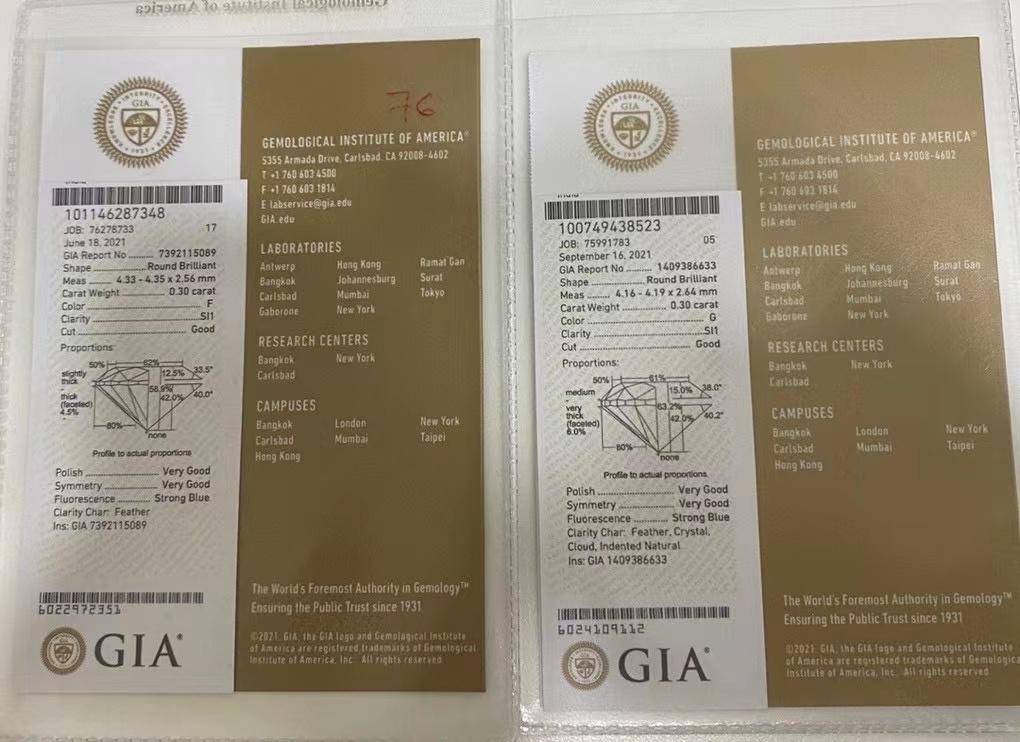 Gemological Institute of America
GIA
101146287348
JOB: 76278733 17
June 18, 2021
GIA Report No ........ 7392115089
Shape ........ Round Brilliant
Meas ........ 4.33 - 4.35 x 2.56 mm
Carat Weight ........ 0.30 carat
Color ........ F
Clarity ........ SI1
Cut ........ Good
Proportions:
50% 62%
12.5% 33.5°
slightly
thick
-
thick
(faceted)
4.5%
58.9%
42.0% 40.0°
80%
none
Profile to actual proportions
Polish ........ Very Good
Symmetry ........ Very Good
Fluorescence ........ Strong Blue
Clarity Char: Feather
Ins: GIA 7392115089
6022972351
GIA®
76
GEMOLOGICAL INSTITUTE OF AMERICA®
5355 Armada Drive, Carlsbad, CA 92008-4602
T +1 760 603 4500
F +1 760 603 1814
E labservice@gia.edu
GIA.edu
LABORATORIES
Antwerp Hong Kong Ramat Gan
Bangkok Johannesburg Surat
Carlsbad Mumbai Tokyo
Gaborone New York
RESEARCH CENTERS
Bangkok New York
Carlsbad
CAMPUSES
Bangkok London New York
Carlsbad Mumbai Taipei
Hong Kong
The World's Foremost Authority in Gemology™
Ensuring the Public Trust since 1931
©2021. GIA, the GIA logo and Gemological Institute
of America are registered trademarks of Gemological
Institute of America, Inc. All rights reserved
GIA
100749438523
JOB: 75991783 05
September 16, 2021
GIA Report No ........ 1409386633
Shape ........ Round Brilliant
Meas ........ 4.16 - 4.19 x 2.64 mm
Carat Weight ........ 0.30 carat
Color ........ G
Clarity ........ SI1
Cut ........ Good
Proportions:
50% 61%
15.0% 38.0°
medium
-
very
thick
(faceted)
6.0%
63.2%
42.0% 40.2°
80%
none
Profile to actual proportions
Polish ........ Very Good
Symmetry ........ Very Good
Fluorescence ........ Strong Blue
Clarity Char: Feather, Crystal,
Cloud, Indented Natural
Ins: GIA 1409386633
6024109112
GIA®
GEMOLOGICAL INSTITUTE OF AMERICA®
5355 Armada Drive, Carlsbad, CA 92008-4602
T +1 760 603 4500
F +1 760 603 1814
E labservice@gia.edu
GIA.edu
LABORATORIES
Antwerp Hong Kong Ramat Gan
Bangkok Johannesburg Surat
Carlsbad Mumbai Tokyo
Gaborone New York
RESEARCH CENTERS
Bangkok New York
Carlsbad
CAMPUSES
Bangkok London New York
Carlsbad Mumbai Taipei
Hong Kong
The World's Foremost Authority in Gemology™
Ensuring the Public Trust since 1931
©2021. GIA, the GIA logo and Gemological Institute
of America are registered trademarks of Gemological
Institute of America, Inc. All rights reserved